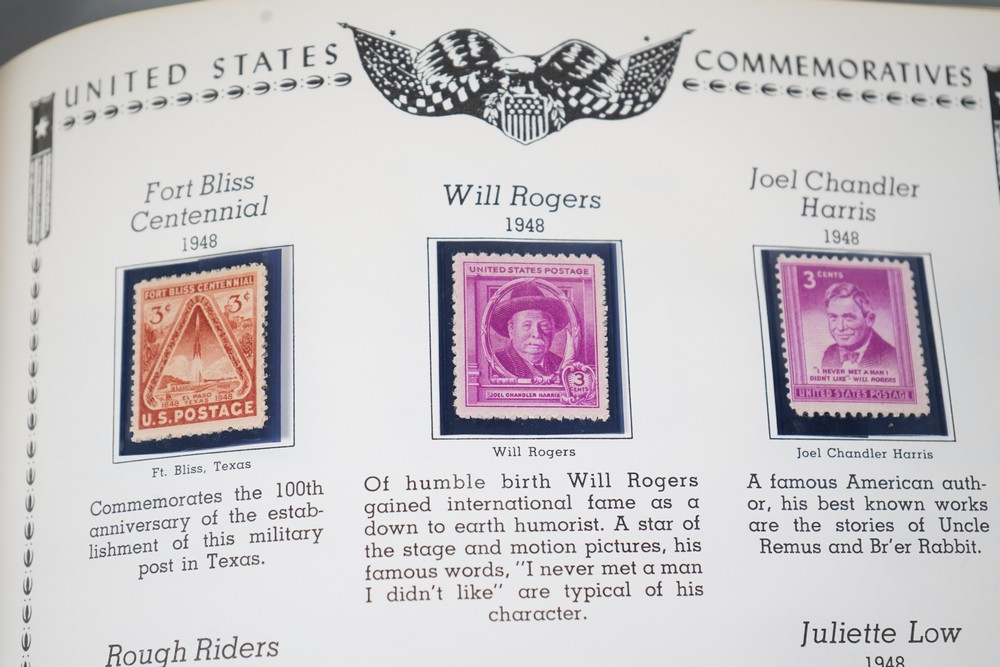 UNITED STATES COMMEMORATIVES
Fort Bliss
Centennial
1948
FORT BLISS CENTENNIAL
3¢ 3¢
EL PASO
TEXAS
1848 1948
U.S. POSTAGE
Ft. Bliss, Texas
Commemorates the 100th
anniversary of the estab-
lishment of this military
post in Texas.
Will Rogers
1948
UNITED STATES POSTAGE
3
CENTS
JOEL CHANDLER HARRIS
Will Rogers
Of humble birth Will Rogers
gained international fame as a
down to earth humorist. A star of
the stage and motion pictures, his
famous words, "I never met a man
I didn't like" are typical of his
character.
Joel Chandler
Harris
1948
3 CENTS
"I NEVER MET A MAN I
DIDN'T LIKE"-WILL ROGERS
UNITED STATES POSTAGE
Joel Chandler Harris
A famous American auth-
or, his best known works
are the stories of Uncle
Remus and Br'er Rabbit.
Rough Riders
Juliette Low
1948